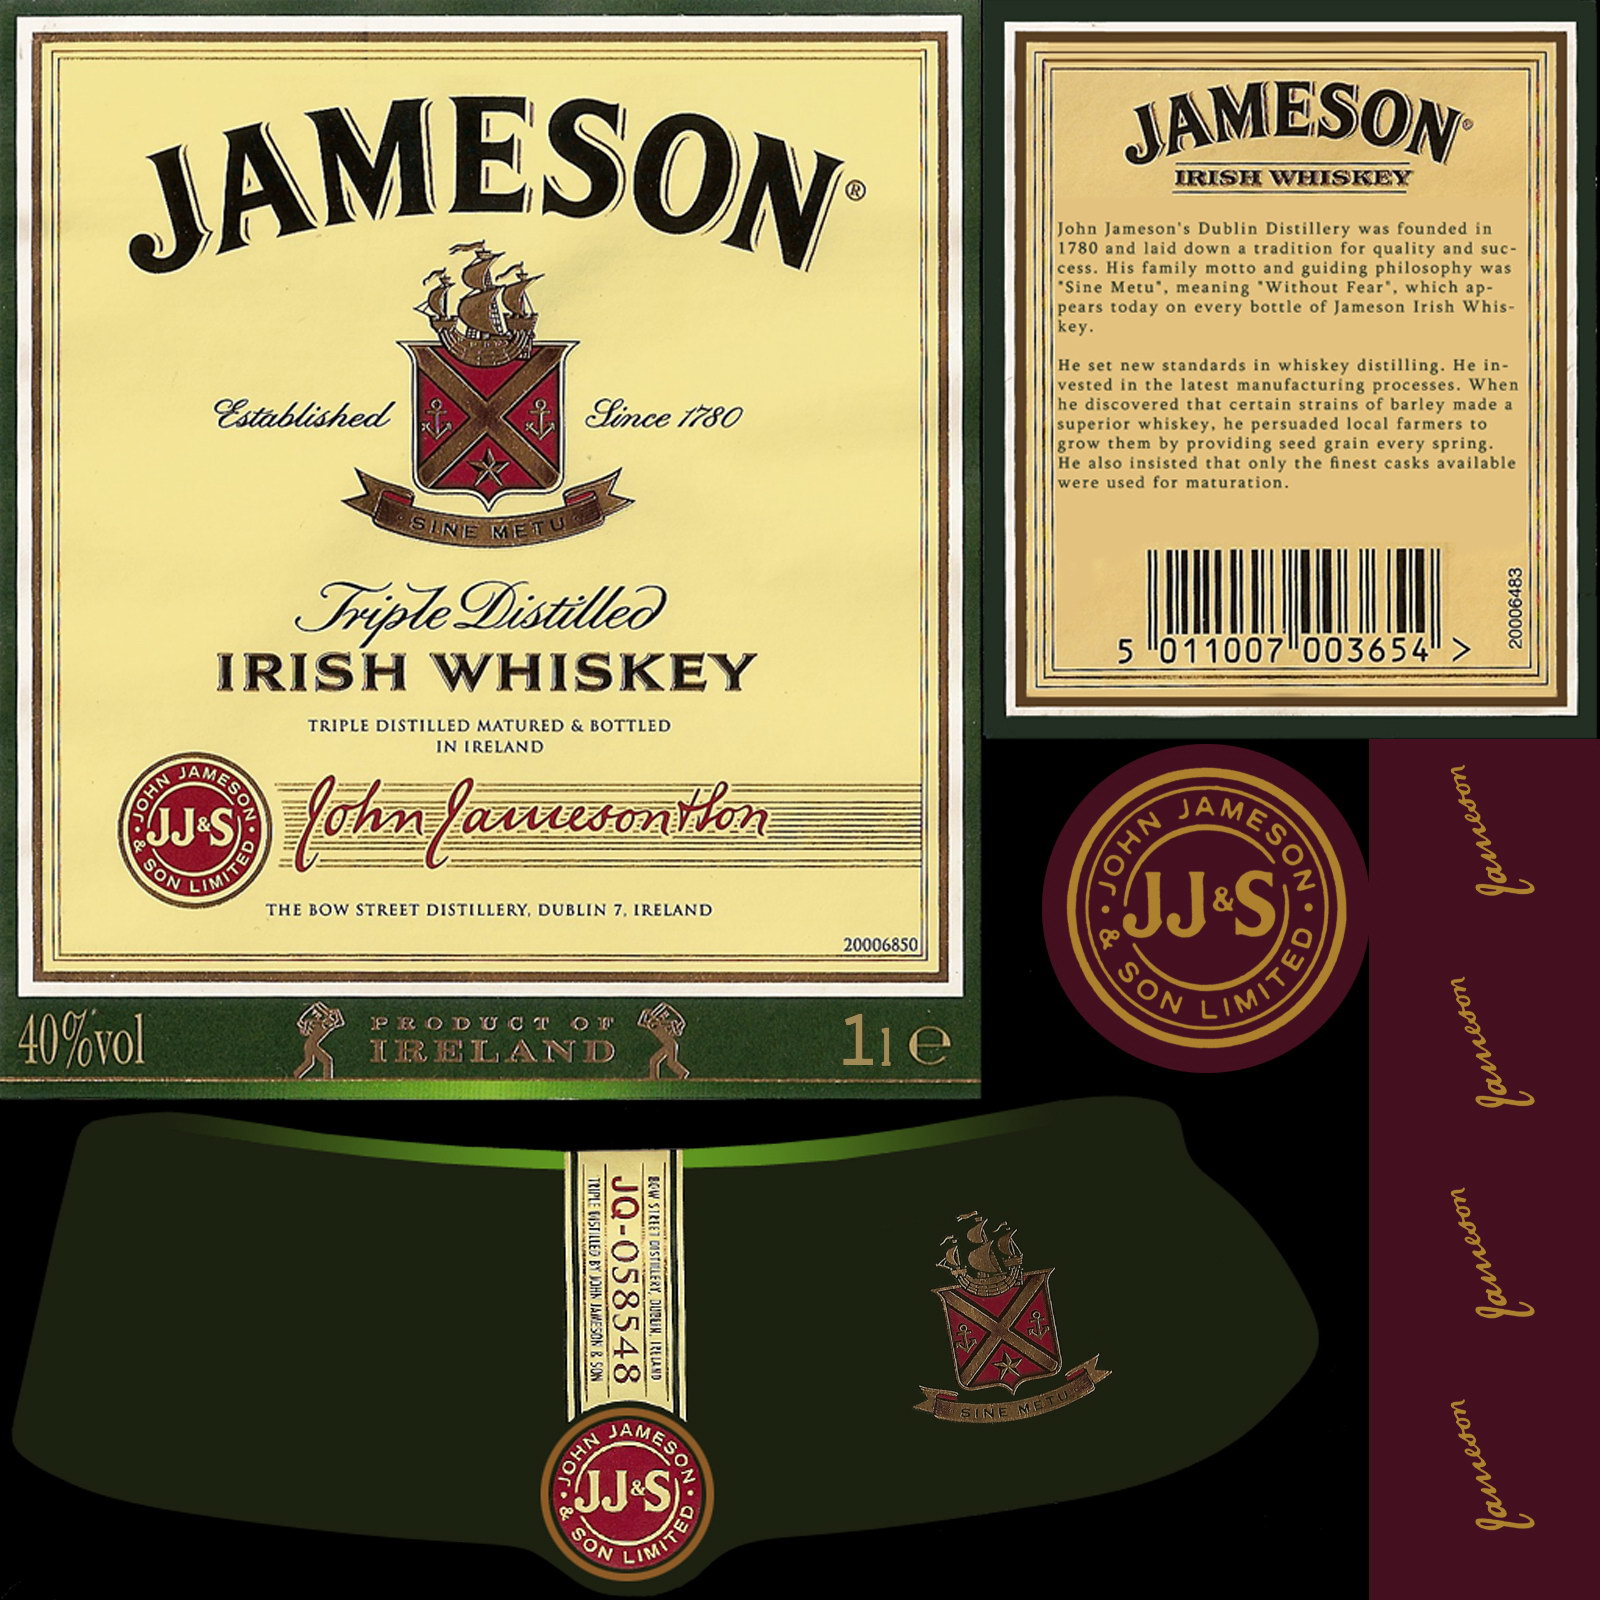 JAMESON®
Established
Since 1780
SINE METU
Triple Distilled
IRISH WHISKEY
TRIPLE DISTILLED MATURED & BOTTLED
IN IRELAND
JOHN JAMESON
JJ&S
& SON LIMITED
John Jameson & Son
THE BOW STREET DISTILLERY, DUBLIN 7, IRELAND
20006850
40%vol
PRODUCT OF
IRELAND
1l e
JAMESON®
IRISH WHISKEY
John Jameson's Dublin Distillery was founded in
1780 and laid down a tradition for quality and suc-
cess. His family motto and guiding philosophy was
"Sine Metu", meaning "Without Fear", which ap-
pears today on every bottle of Jameson Irish Whis-
key.
He set new standards in whiskey distilling. He in-
vested in the latest manufacturing processes. When
he discovered that certain strains of barley made a
superior whiskey, he persuaded local farmers to
grow them by providing seed grain every spring.
He also insisted that only the finest casks available
were used for maturation.
5 011007 003654 >
20006483
JOHN JAMESON
JJ&S
& SON LIMITED
Jameson
Jameson
Jameson
Jameson
BOW STREET DISTILLERY, DUBLIN, IRELAND
JQ-058548
TRIPLE DISTILLED BY JOHN JAMESON & SON
JOHN JAMESON
JJ&S
& SON LIMITED
SINE METU